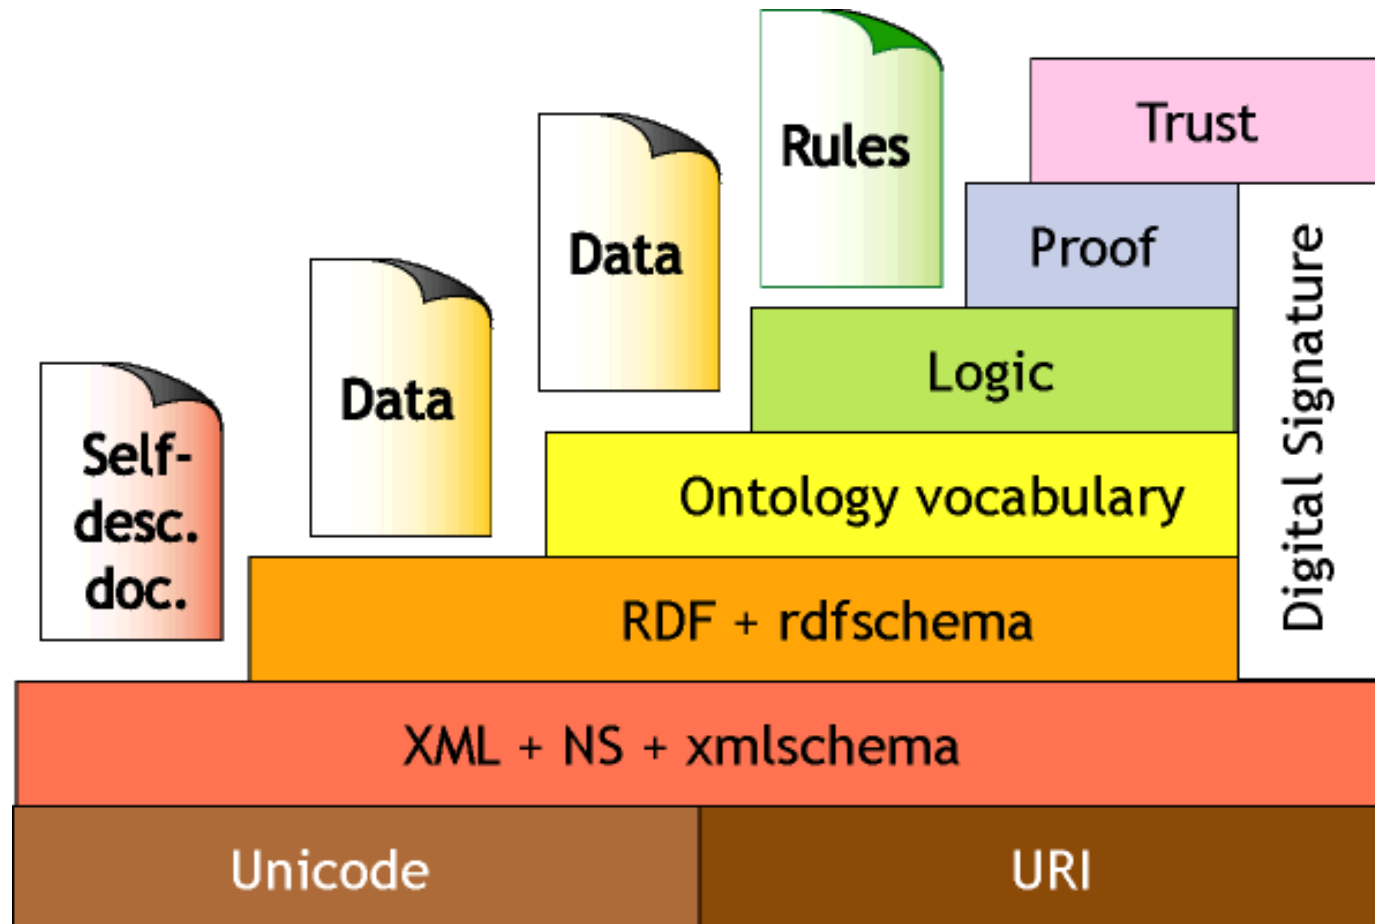 Rules
Trust
Data
Proof
Data
Logic
Self-
desc.
doc.
Ontology vocabulary
Digital Signature
RDF + rdfschema
XML + NS + xmlschema
Unicode
URI